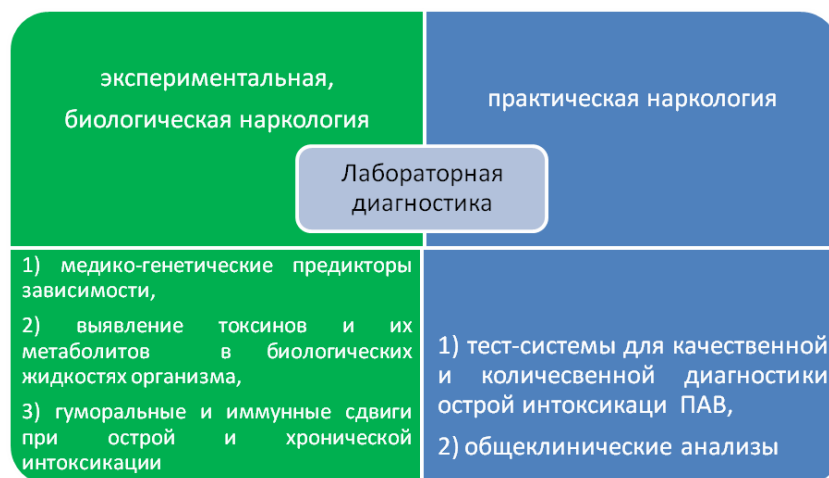 экспериментальная,
биологическая наркология
практическая наркология
Лабораторная
диагностика
1) медико-генетические предикторы
зависимости,
2) выявление токсинов и их
метаболитов в биологических
жидкостях организма,
3) гуморальные и иммунные сдвиги
при острой и хронической
интоксикации
1) тест-системы для качественной
и количесвенной диагностики
острой интоксикаци ПАВ,
2) общеклинические анализы